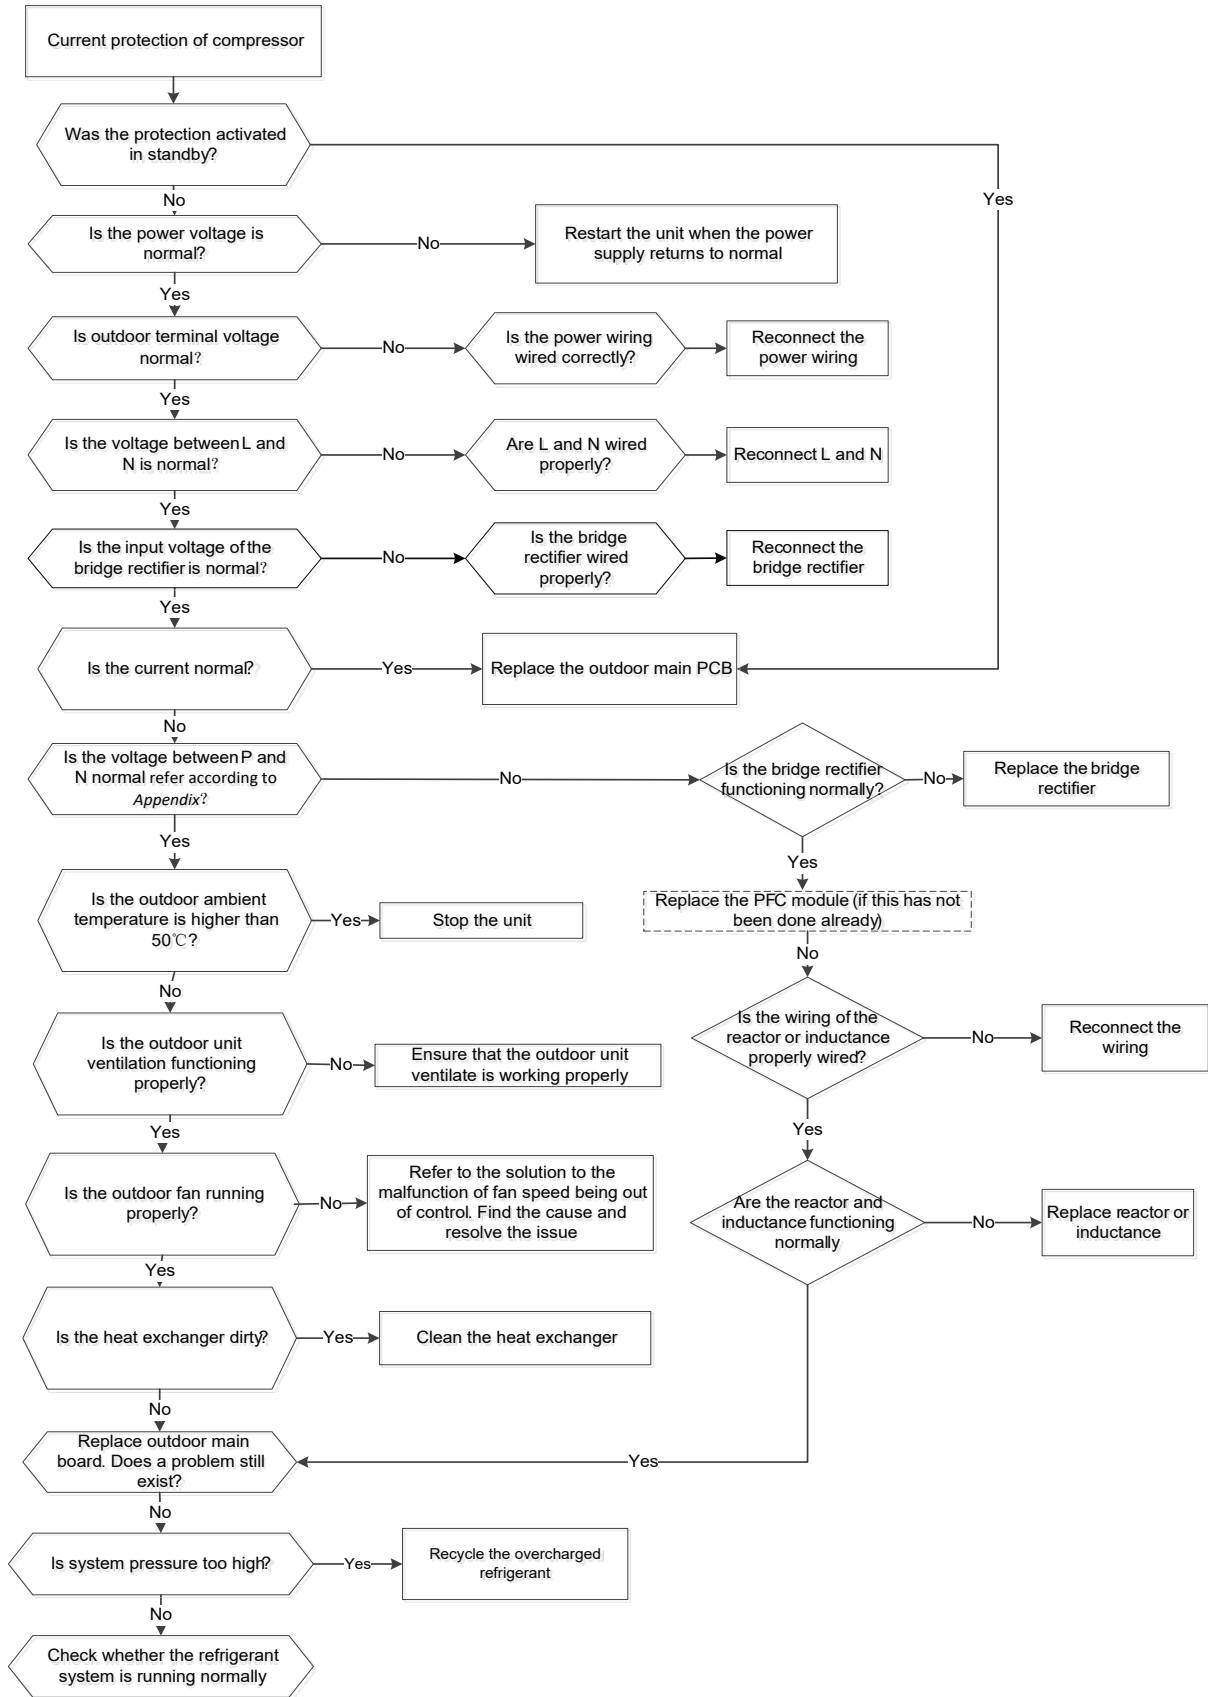 Current protection of compressor
Was the protection activated
in standby?
Yes
No
Is the power voltage is
normal?
No
Restart the unit when the power
supply returns to normal
Yes
Is outdoor terminal voltage
normal?
No
Is the power wiring
wired correctly?
Reconnect the
power wiring
Yes
Is the voltage between L and
N is normal?
No
Are L and N wired
properly?
Reconnect L and N
Yes
Is the input voltage of the
bridge rectifier is normal?
No
Is the bridge
rectifier wired
properly?
Reconnect the
bridge rectifier
Yes
Is the current normal?
Yes
Replace the outdoor main PCB
No
Is the voltage between P and
N normal refer according to
Appendix?
No
Is the bridge rectifier
functioning normally?
No
Replace the bridge
rectifier
Yes
Yes
Is the outdoor ambient
temperature is higher than
50℃?
Yes
Stop the unit
Replace the PFC module (if this has not
been done already)
No
No
Is the outdoor unit
ventilation functioning
properly?
No
Ensure that the outdoor unit
ventilate is working properly
Is the wiring of the
reactor or inductance
properly wired?
No
Reconnect the
wiring
Yes
Yes
Is the outdoor fan running
properly?
No
Refer to the solution to the
malfunction of fan speed being out
of control. Find the cause and
resolve the issue
Are the reactor and
inductance functioning
normally
No
Replace reactor or
inductance
Yes
Is the heat exchanger dirty?
Yes
Clean the heat exchanger
No
Replace outdoor main
board. Does a problem still
exist?
Yes
No
Is system pressure too high?
Yes
Recycle the overcharged
refrigerant
No
Check whether the refrigerant
system is running normally